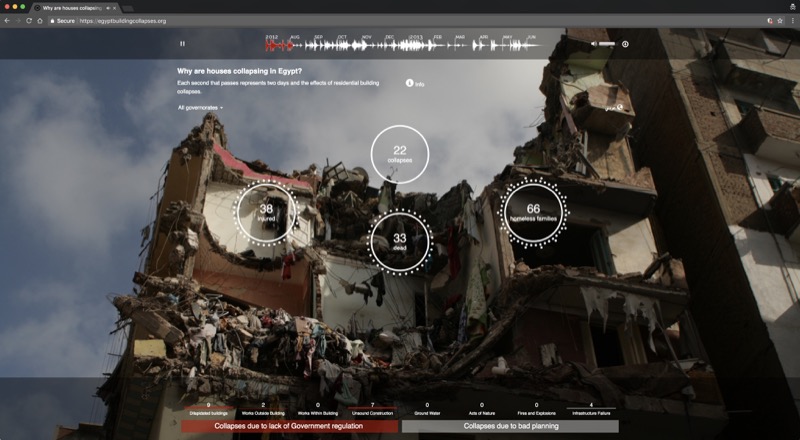 Why are houses collapsing
Secure | https://egyptbuildingcollapses.org
2012 AUG SEP OCT NOV DEC 2013 FEB MAR APR MAY JUN
Why are houses collapsing in Egypt?
Each second that passes represents two days and the effects of residential building
collapses.
Info
All governorates
عربي
22
collapses
38
injured
66
homeless families
33
dead
9 2 0 7 0 0 0 4
Dilapidated buildings Works Outside Building Works Within Building Unsound Construction Ground Water Acts of Nature Fires and Explosions Infrastructure Failure
Collapses due to lack of Government regulation Collapses due to bad planning